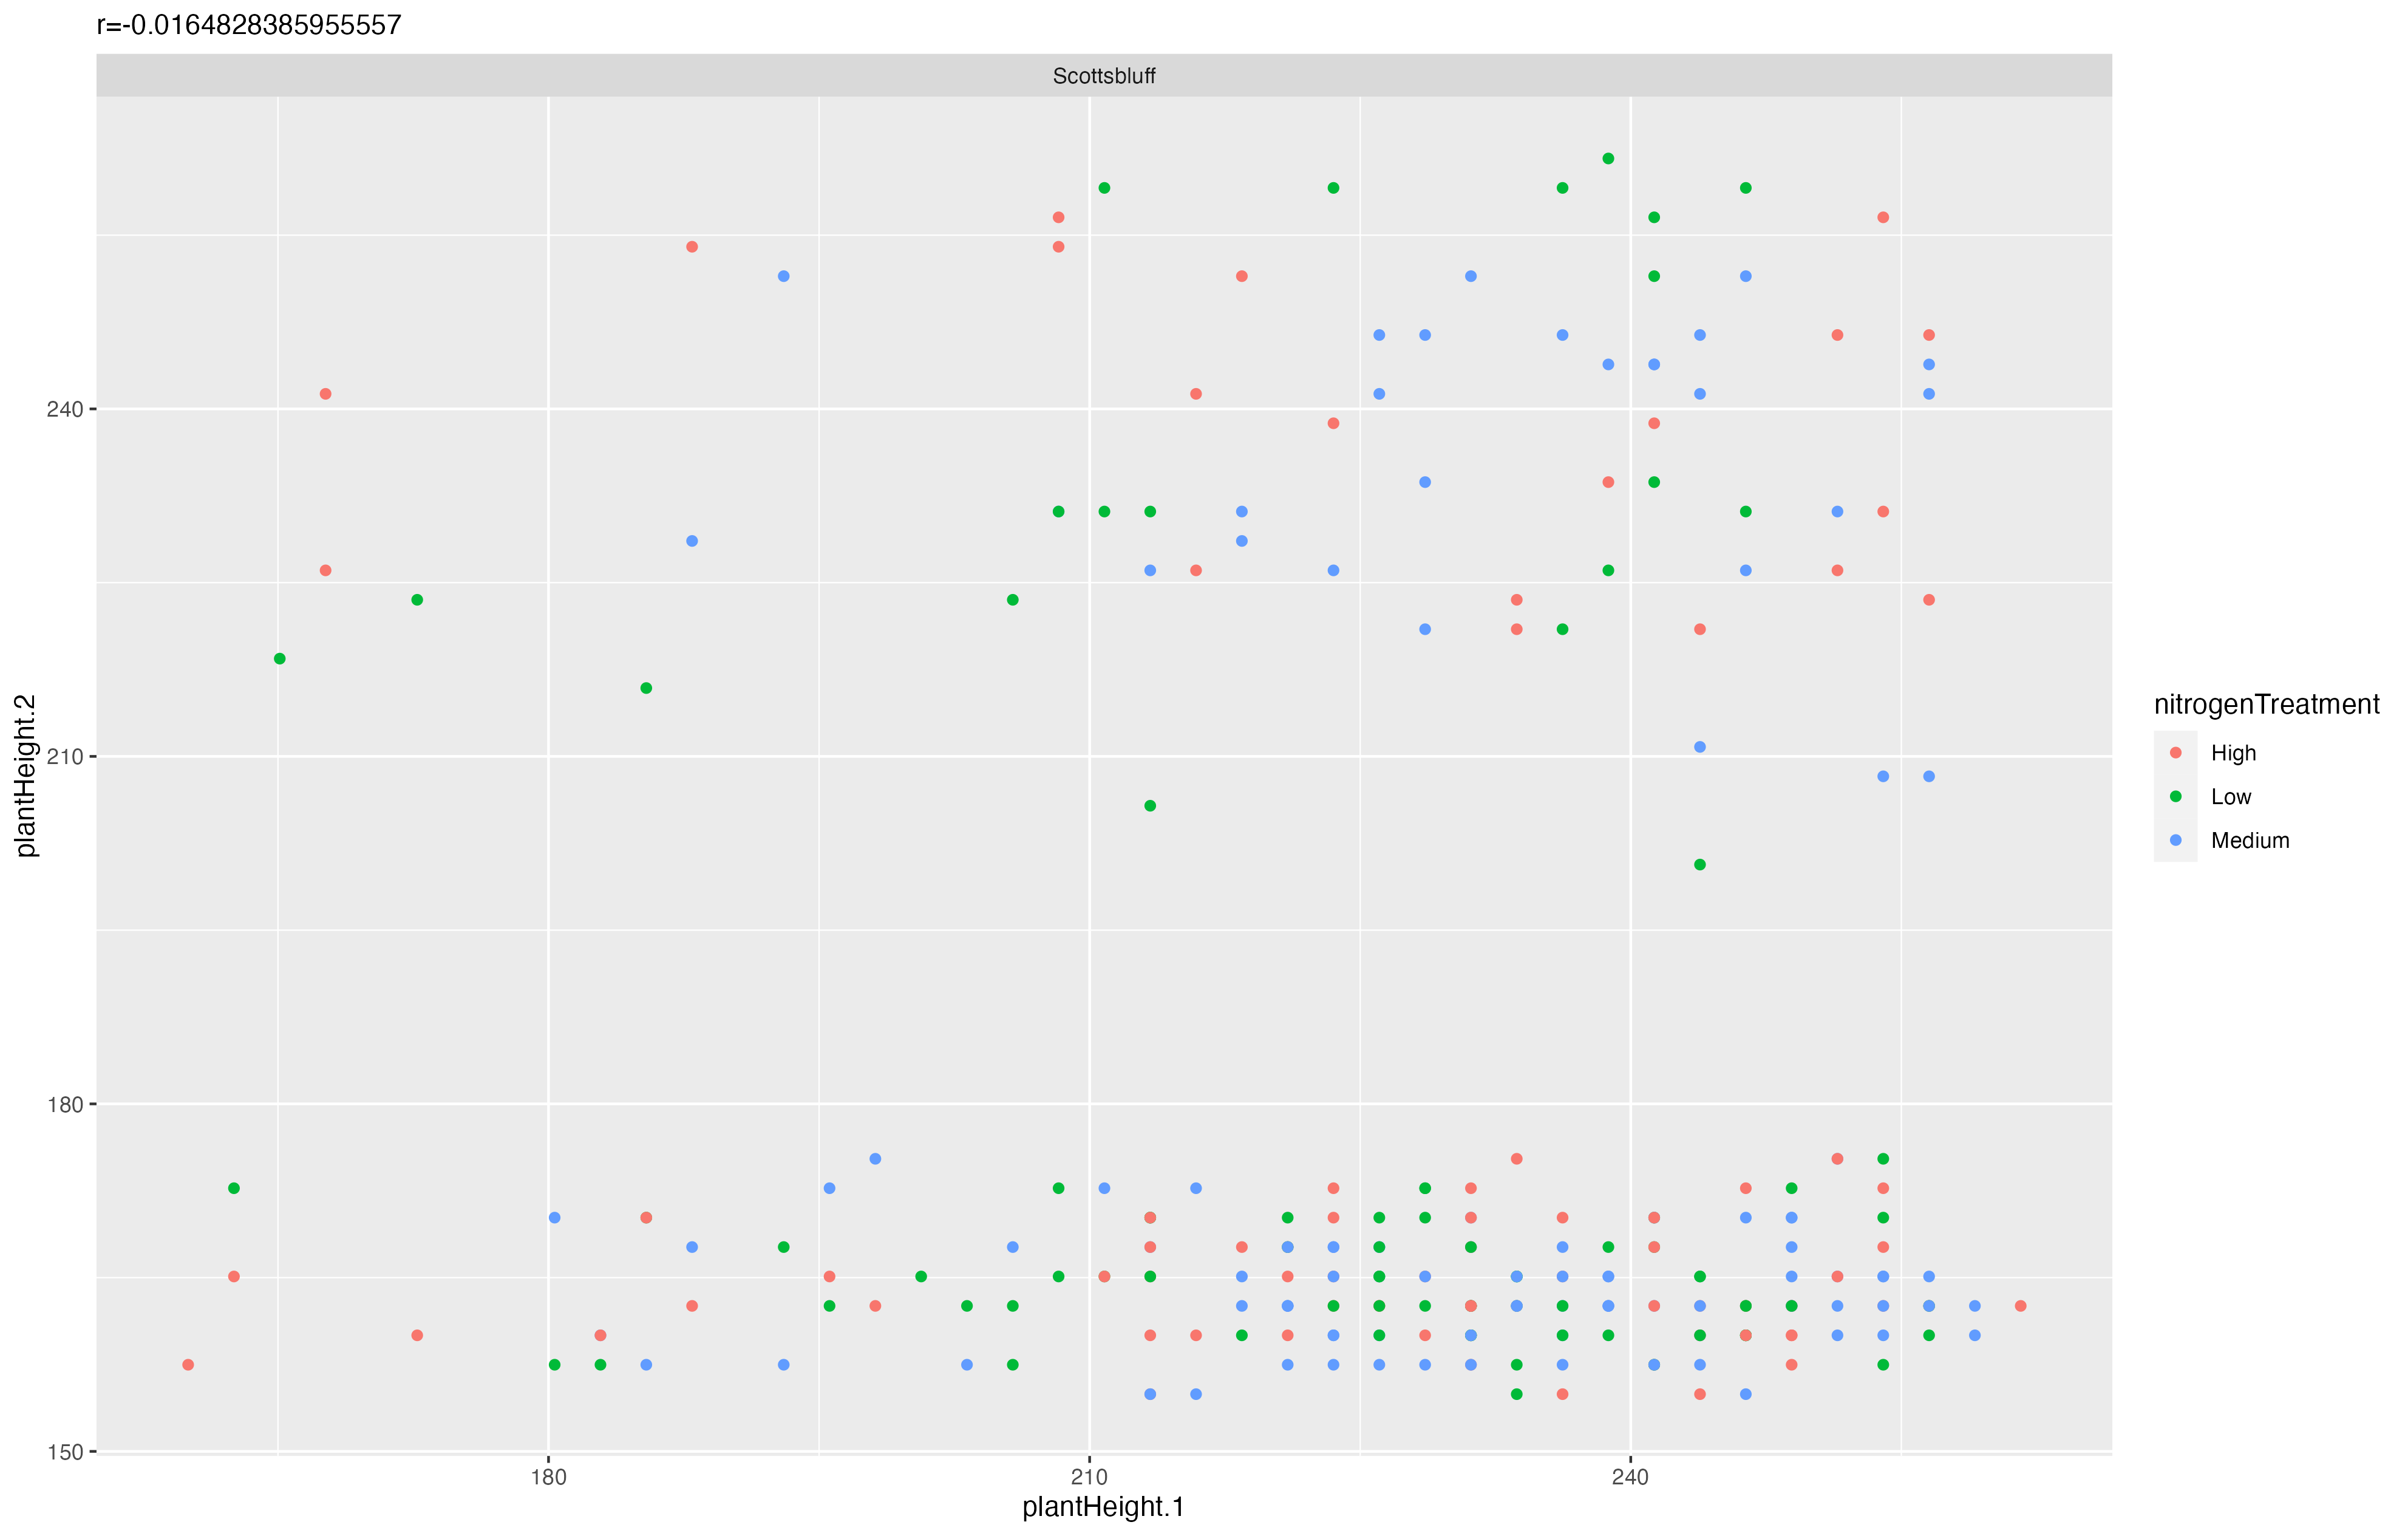 r=-0.0164828385955557
Scottsbluff
240
210
180
150
180
210
240
plantHeight.1
plantHeight.2
nitrogenTreatment
High
Low
Medium